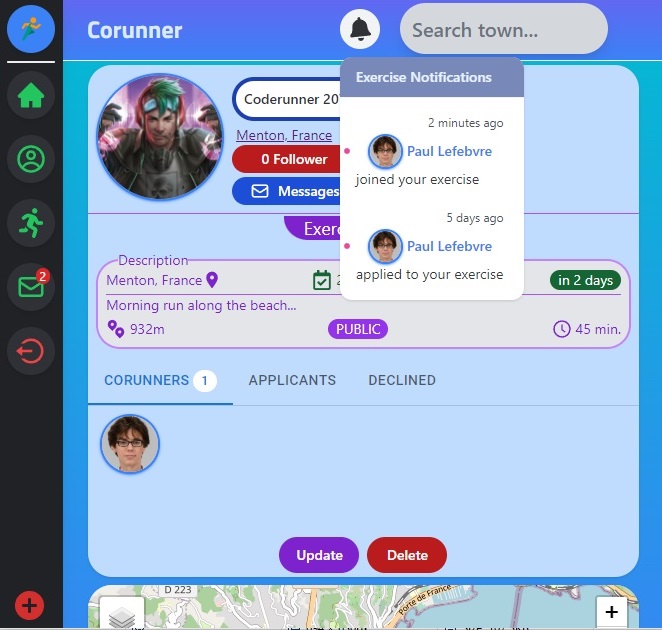 Corunner
Search town...
Exercise Notifications
Coderunner 20
2 minutes ago
Paul Lefebvre
joined your exercise
Menton, France
0 Follower
Messages
5 days ago
Paul Lefebvre
applied to your exercise
Description
Menton, France
in 2 days
Morning run along the beach...
932m
PUBLIC
45 min.
2
CORUNNERS 1
APPLICANTS
DECLINED
Update
Delete
D 223
Porte de France
+